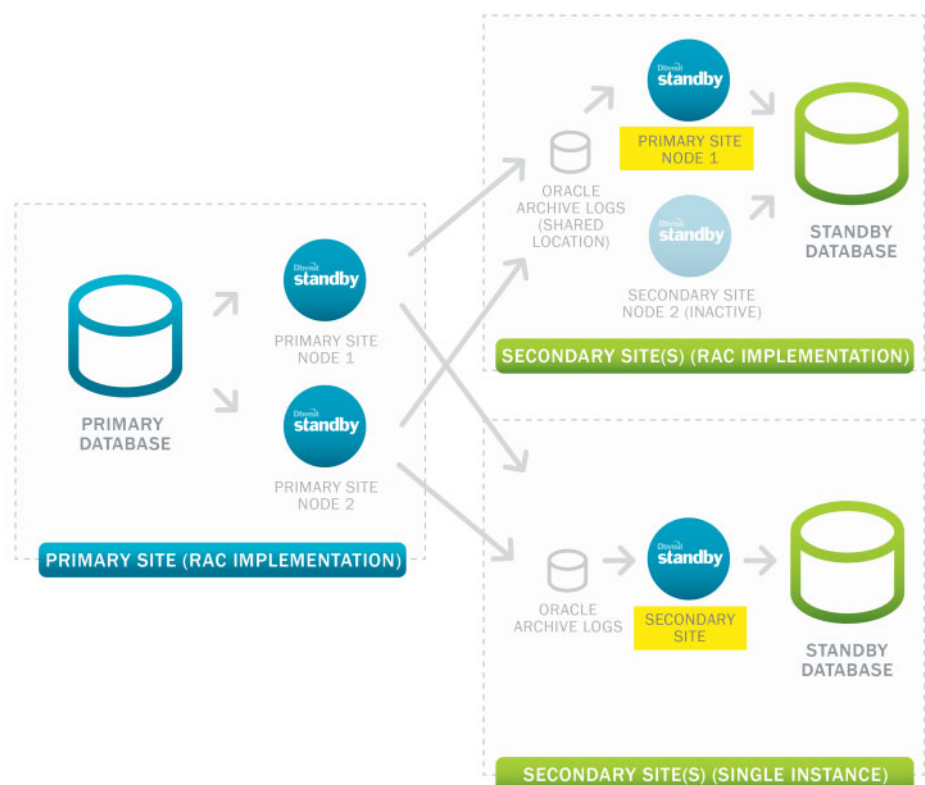 Dbvisit
standby
PRIMARY SITE
NODE 1
ORACLE
ARCHIVE LOGS
(SHARED
LOCATION)
Dbvisit
standby
SECONDARY SITE
NODE 2 (INACTIVE)
STANDBY
DATABASE
SECONDARY SITE(S) (RAC IMPLEMENTATION)
PRIMARY
DATABASE
Dbvisit
standby
PRIMARY SITE
NODE 1
Dbvisit
standby
PRIMARY SITE
NODE 2
PRIMARY SITE (RAC IMPLEMENTATION)
ORACLE
ARCHIVE LOGS
Dbvisit
standby
SECONDARY
SITE
STANDBY
DATABASE
SECONDARY SITE(S) (SINGLE INSTANCE)